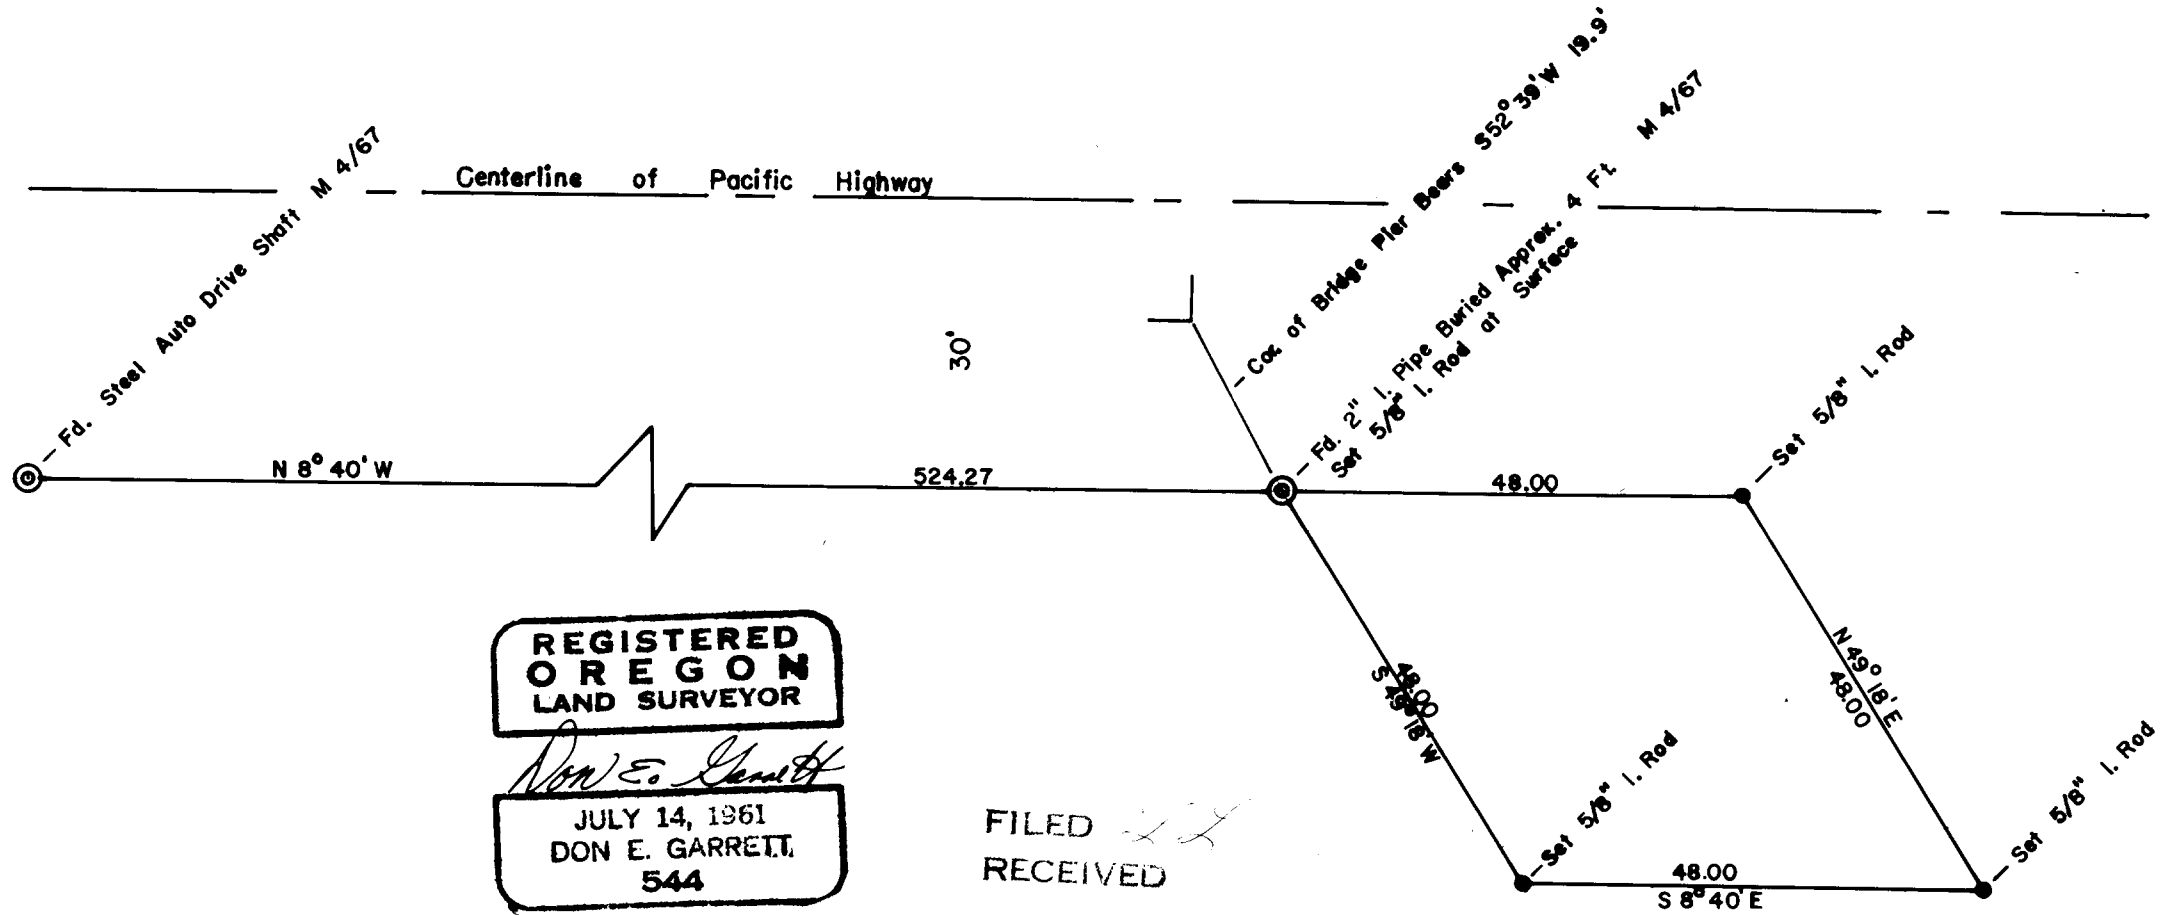 Centerline of Pacific Highway
Fd. Steel Auto Drive Shaft M 4/67
Cor. of Bridge Pier Bears S52°39'W 19.9'
Fd. 2" I. Pipe Buried Approx. 4 Ft. M 4/67
Set 5/8" I. Rod at Surface
30'
Set 5/8" I. Rod
N 8° 40' W
524.27
48.00
48.00
S 49° 18' W
N 49° 18' E
48.00
Set 5/8" I. Rod
Set 5/8" I. Rod
48.00
S 8° 40' E
REGISTERED
OREGON
LAND SURVEYOR
Don E. Garrett
JULY 14, 1961
DON E. GARRETT
544
FILED
RECEIVED